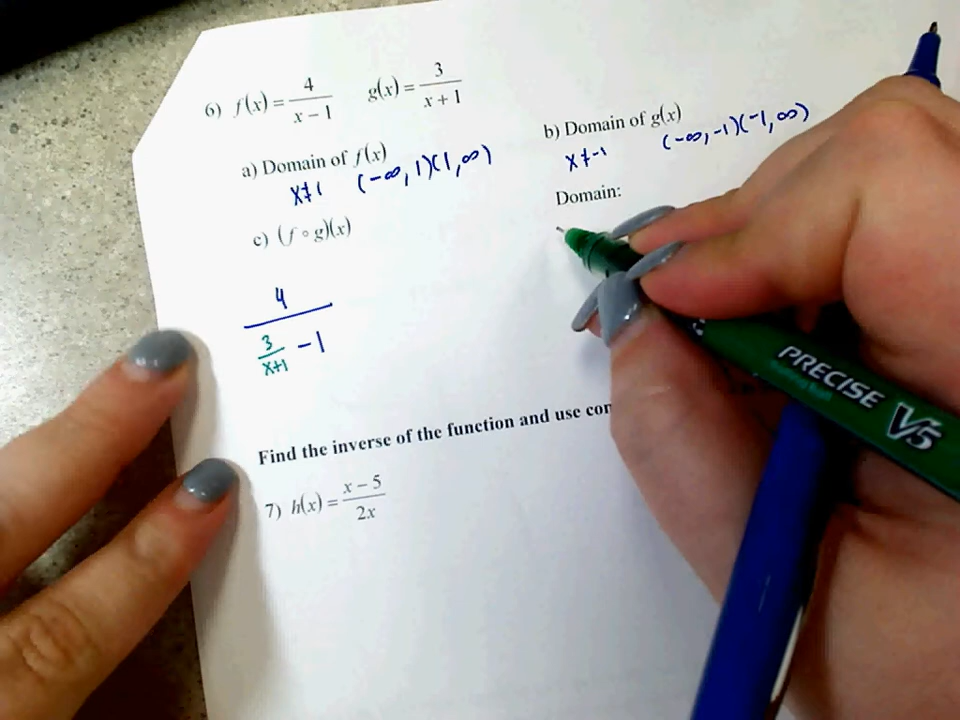 6) f(x) = 4/(x − 1) g(x) = 3/(x + 1)
a) Domain of f(x)
x≠1 (-∞, 1)(1, ∞)
b) Domain of g(x)
x≠-1 (-∞, -1)(-1, ∞)
c) (f ∘ g)(x)
Domain:
4
3
x+1
-1
Find the inverse of the function and use
7) h(x) = (x − 5)/2x
PRECISE V5